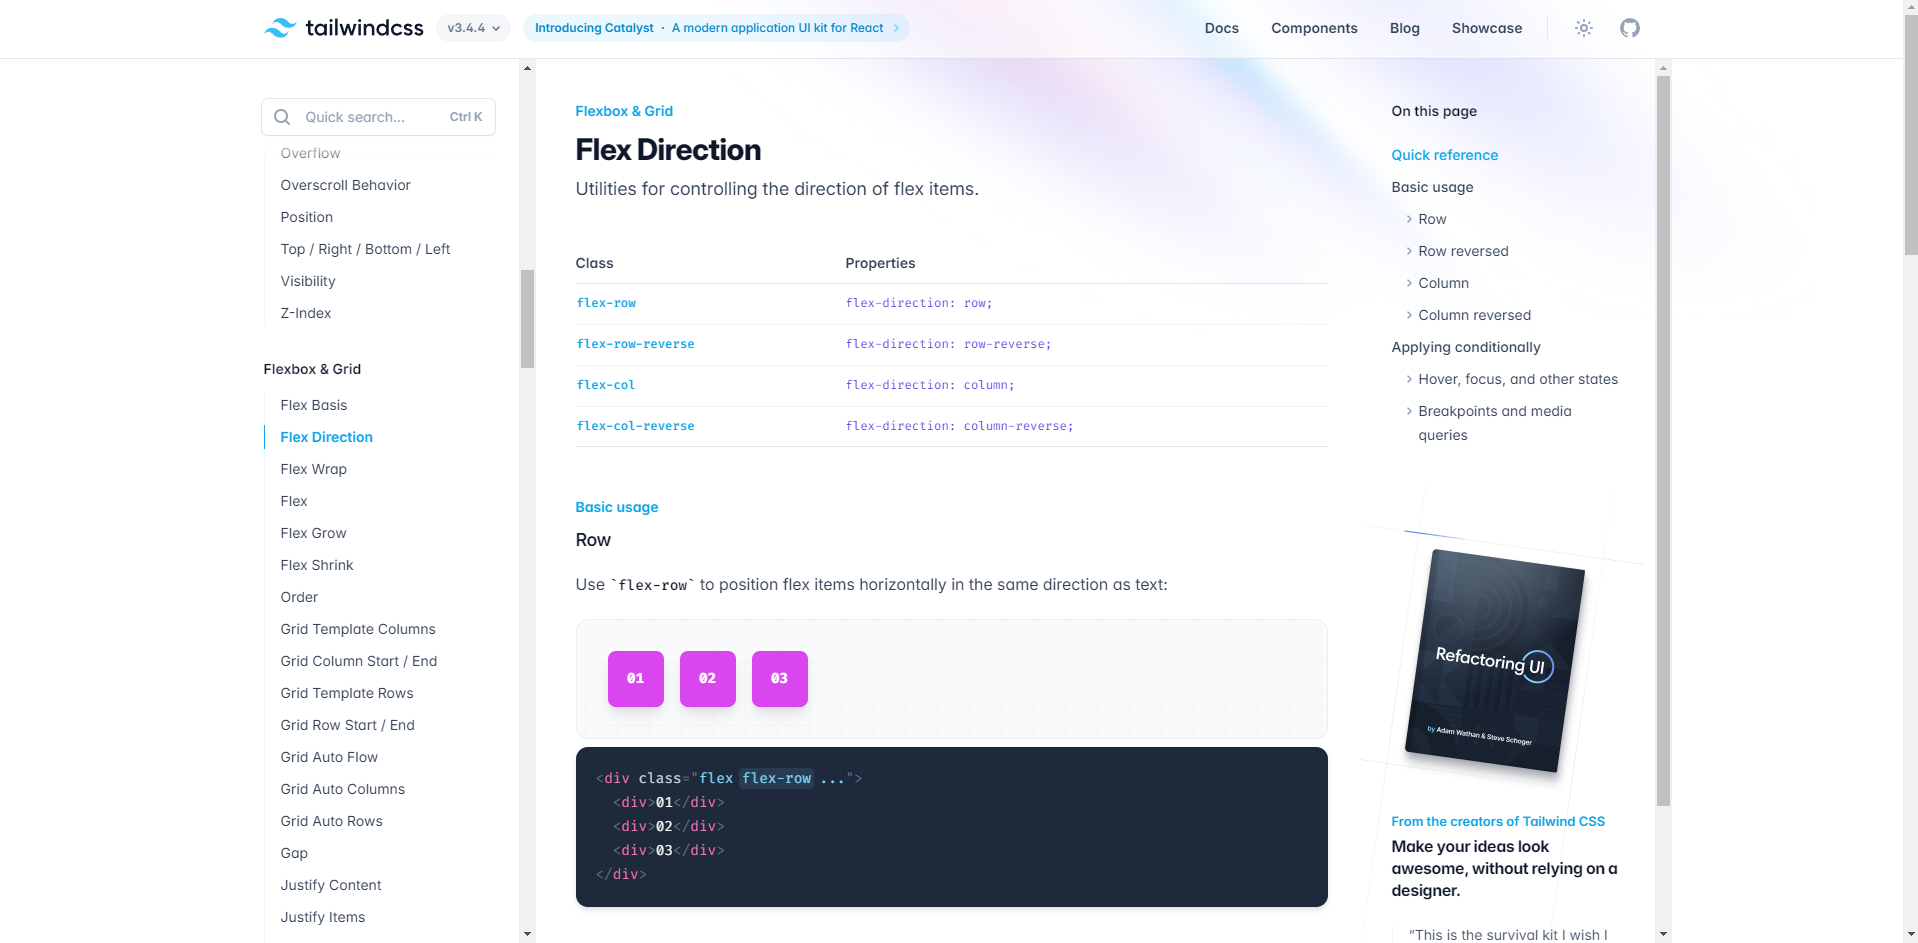 tailwindcss
v3.4.4
Introducing Catalyst · A modern application UI kit for React
Docs
Components
Blog
Showcase
Quick search...
Ctrl K
Overflow
Overscroll Behavior
Position
Top / Right / Bottom / Left
Visibility
Z-Index
Flexbox & Grid
Flex Basis
Flex Direction
Flex Wrap
Flex
Flex Grow
Flex Shrink
Order
Grid Template Columns
Grid Column Start / End
Grid Template Rows
Grid Row Start / End
Grid Auto Flow
Grid Auto Columns
Grid Auto Rows
Gap
Justify Content
Justify Items
Flexbox & Grid
Flex Direction
Utilities for controlling the direction of flex items.
Class Properties
flex-row flex-direction: row;
flex-row-reverse flex-direction: row-reverse;
flex-col flex-direction: column;
flex-col-reverse flex-direction: column-reverse;
Basic usage
Row
Use `flex-row` to position flex items horizontally in the same direction as text:
01 02 03
<div class="flex flex-row ...">
<div>01</div>
<div>02</div>
<div>03</div>
</div>
On this page
Quick reference
Basic usage
Row
Row reversed
Column
Column reversed
Applying conditionally
Hover, focus, and other states
Breakpoints and media
queries
Refactoring UI
by Adam Wathan & Steve Schoger
From the creators of Tailwind CSS
Make your ideas look
awesome, without relying on a
designer.
“This is the survival kit I wish I